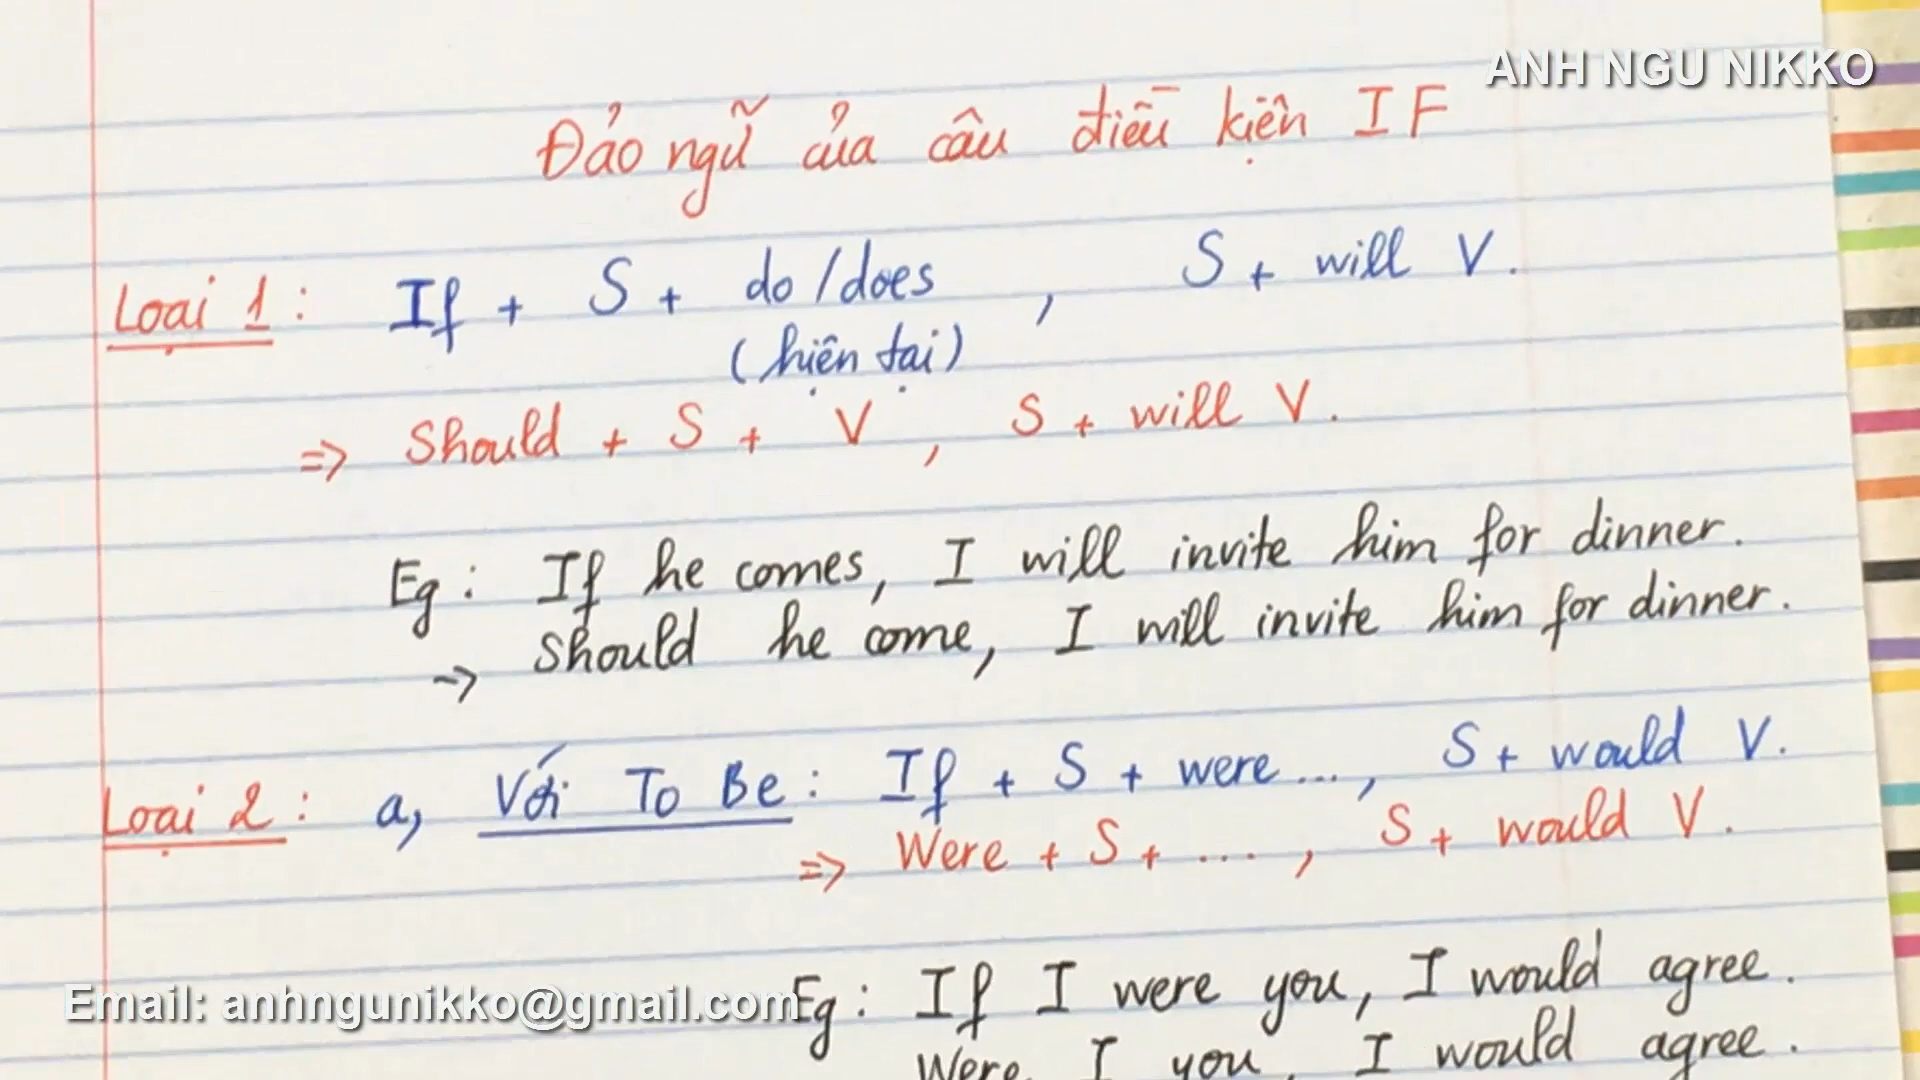 ANH NGU NIKKO
Đảo ngữ của câu điều kiện IF
Loại 1 : If + S + do/does , S + will V.
(hiện tại)
=> Should + S + V , S + will V.
Eg : If he comes, I will invite him for dinner.
-> Should he come, I will invite him for dinner.
Loại 2 : a, Với To Be : If + S + were ... , S + would V.
=> Were + S + ... , S + would V.
Eg : If I were you, I would agree.
Were I you, I would agree.
Email: anhngunikko@gmail.com